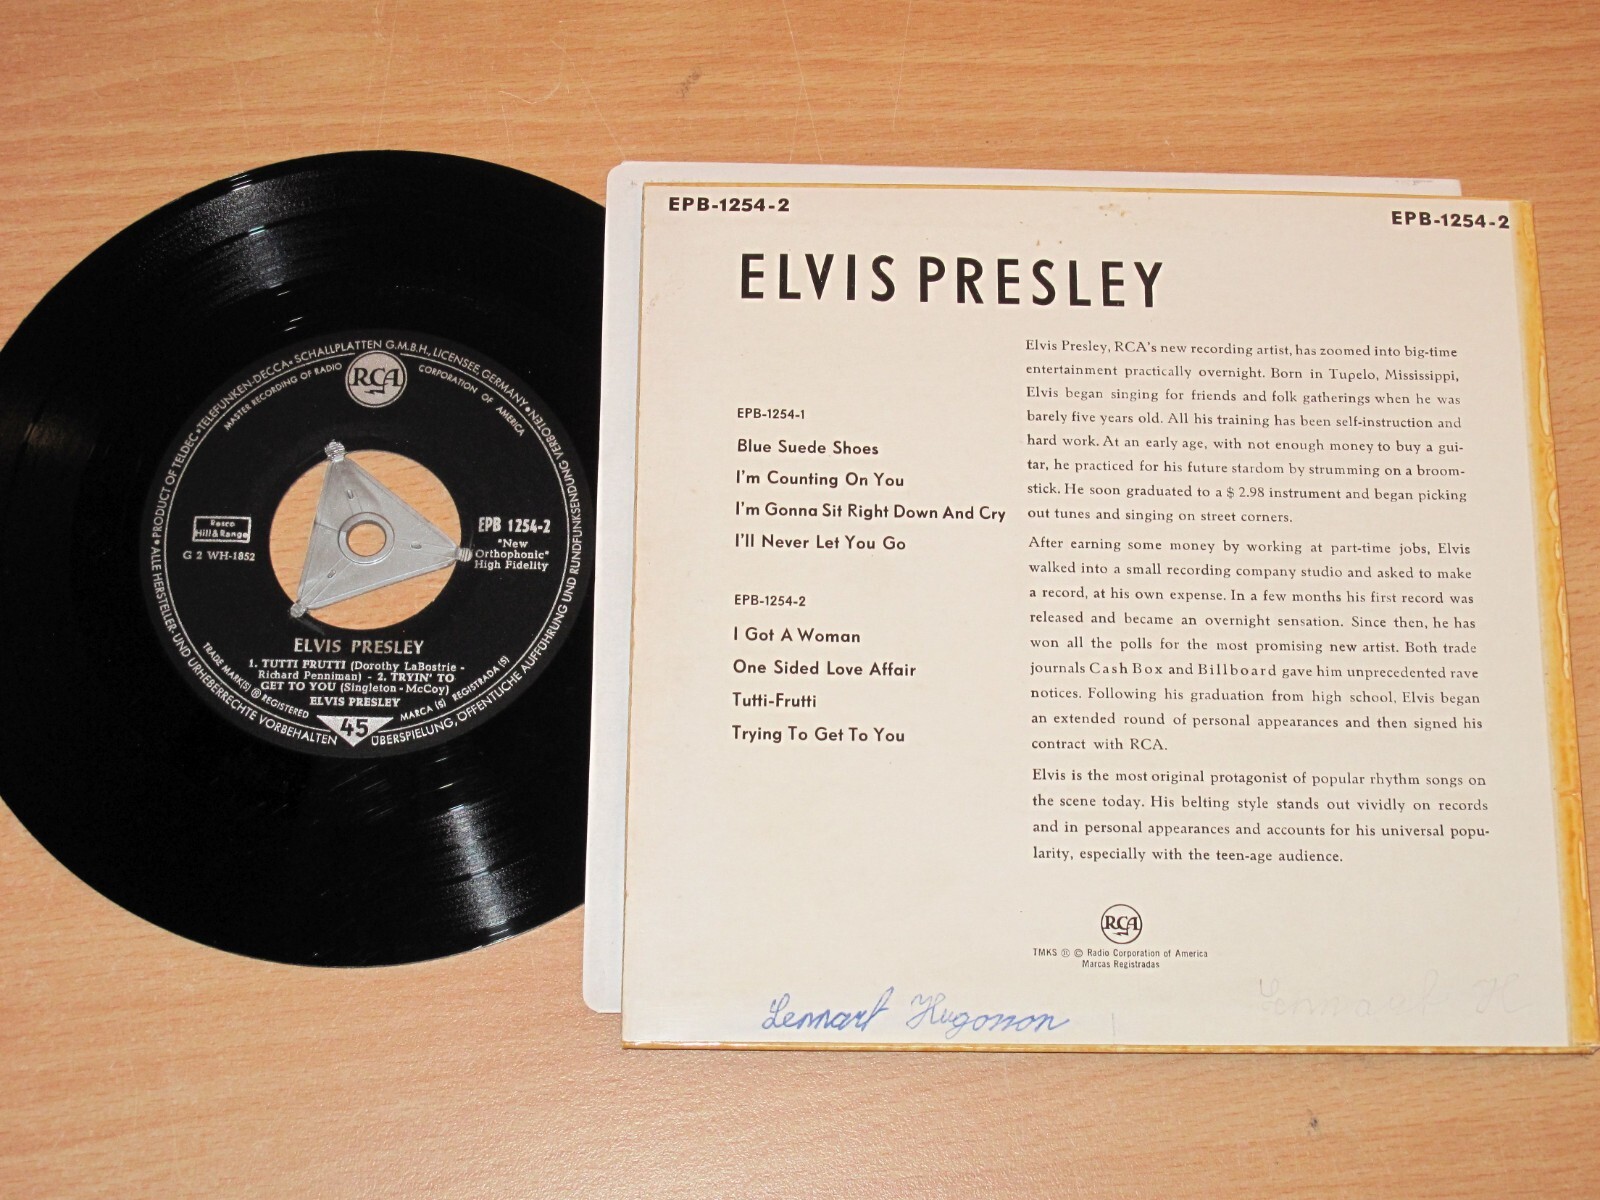 PRODUCT OF TELDEC • TELEFUNKEN-DECCA • SCHALLPLATTEN G.M.B.H., LICENSEE GERMANY •
ALLE HERSTELLER- UND URHEBERRECHTE VORBEHALTEN
ÜBERSPIELUNG, ÖFFENTLICHE AUFFÜHRUNG UND RUNDFUNKSENDUNG VERBOTEN
MASTER RECORDING OF RADIO
CORPORATION OF AMERICA
RCA
Hill & Range
G 2 WH-1852
EPB 1254-2
"New
Orthophonic"
High Fidelity
ELVIS PRESLEY
1. TUTTI FRUTTI (Dorothy LaBostrie -
Richard Penniman) - 2. TRYIN' TO
GET TO YOU (Singleton - McCoy)
ELVIS PRESLEY
TRADE MARK(S) ® REGISTERED
MARCA (S) REGISTRADA (S)
45
EPB-1254-2
EPB-1254-2
ELVIS PRESLEY
EPB-1254-1
Blue Suede Shoes
I'm Counting On You
I'm Gonna Sit Right Down And Cry
I'll Never Let You Go
EPB-1254-2
I Got A Woman
One Sided Love Affair
Tutti-Frutti
Trying To Get To You
Elvis Presley, RCA's new recording artist, has zoomed into big-time
entertainment practically overnight. Born in Tupelo, Mississippi,
Elvis began singing for friends and folk gatherings when he was
barely five years old. All his training has been self-instruction and
hard work. At an early age, with not enough money to buy a gui-
tar, he practiced for his future stardom by strumming on a broom-
stick. He soon graduated to a $ 2.98 instrument and began picking
out tunes and singing on street corners.
After earning some money by working at part-time jobs, Elvis
walked into a small recording company studio and asked to make
a record, at his own expense. In a few months his first record was
released and became an overnight sensation. Since then, he has
won all the polls for the most promising new artist. Both trade
journals Cash Box and Billboard gave him unprecedented rave
notices. Following his graduation from high school, Elvis began
an extended round of personal appearances and then signed his
contract with RCA.
Elvis is the most original protagonist of popular rhythm songs on
the scene today. His belting style stands out vividly on records
and in personal appearances and accounts for his universal popu-
larity, especially with the teen-age audience.
RCA
TMKS ® © Radio Corporation of America
Marcas Registradas
Lennart